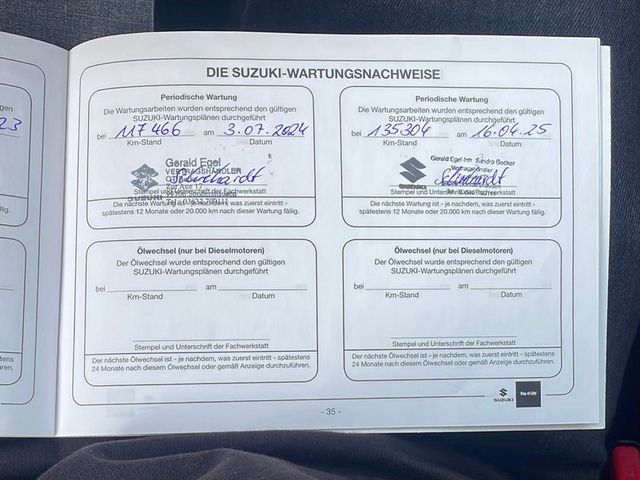 DIE SUZUKI-WARTUNGSNACHWEISE
Periodische Wartung
Die Wartungsarbeiten wurden entsprechend den gültigen
SUZUKI-Wartungsplänen durchgeführt
bei 117 466 am 3.07.2024
Km-Stand Datum
Gerald Egel
VERTRAGSHÄNDLER
SUZUKI
Stempel und Unterschrift der Fachwerkstatt
Die nächste Wartung ist - je nachdem, was zuerst eintritt -
spätestens 12 Monate oder 20.000 km nach dieser Wartung fällig.
Periodische Wartung
Die Wartungsarbeiten wurden entsprechend den gültigen
SUZUKI-Wartungsplänen durchgeführt
bei 135304 am 16.04.25
Km-Stand Datum
Gerald Egel Inh. Sandra Becker
Vertragshändler
SUZUKI
Stempel und Unterschrift der Fachwerkstatt
Die nächste Wartung ist - je nachdem, was zuerst eintritt -
spätestens 12 Monate oder 20.000 km nach dieser Wartung fällig.
Ölwechsel (nur bei Dieselmotoren)
Der Ölwechsel wurde entsprechend den gültigen
SUZUKI-Wartungsplänen durchgeführt
bei am
Km-Stand Datum
Stempel und Unterschrift der Fachwerkstatt
Der nächste Ölwechsel ist - je nachdem, was zuerst eintritt - spätestens
24 Monate nach diesem Ölwechsel oder gemäß Anzeige durchzuführen.
Ölwechsel (nur bei Dieselmotoren)
Der Ölwechsel wurde entsprechend den gültigen
SUZUKI-Wartungsplänen durchgeführt
bei am
Km-Stand Datum
Stempel und Unterschrift der Fachwerkstatt
Der nächste Ölwechsel ist - je nachdem, was zuerst eintritt - spätestens
24 Monate nach diesem Ölwechsel oder gemäß Anzeige durchzuführen.
SUZUKI
Way of Life!
- 35 -